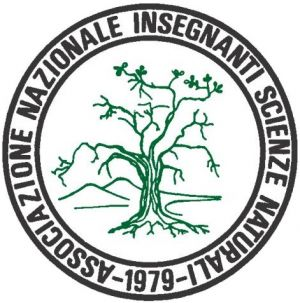 ASSOCIAZIONE NAZIONALE INSEGNANTI SCIENZE NATURALI
-1979-